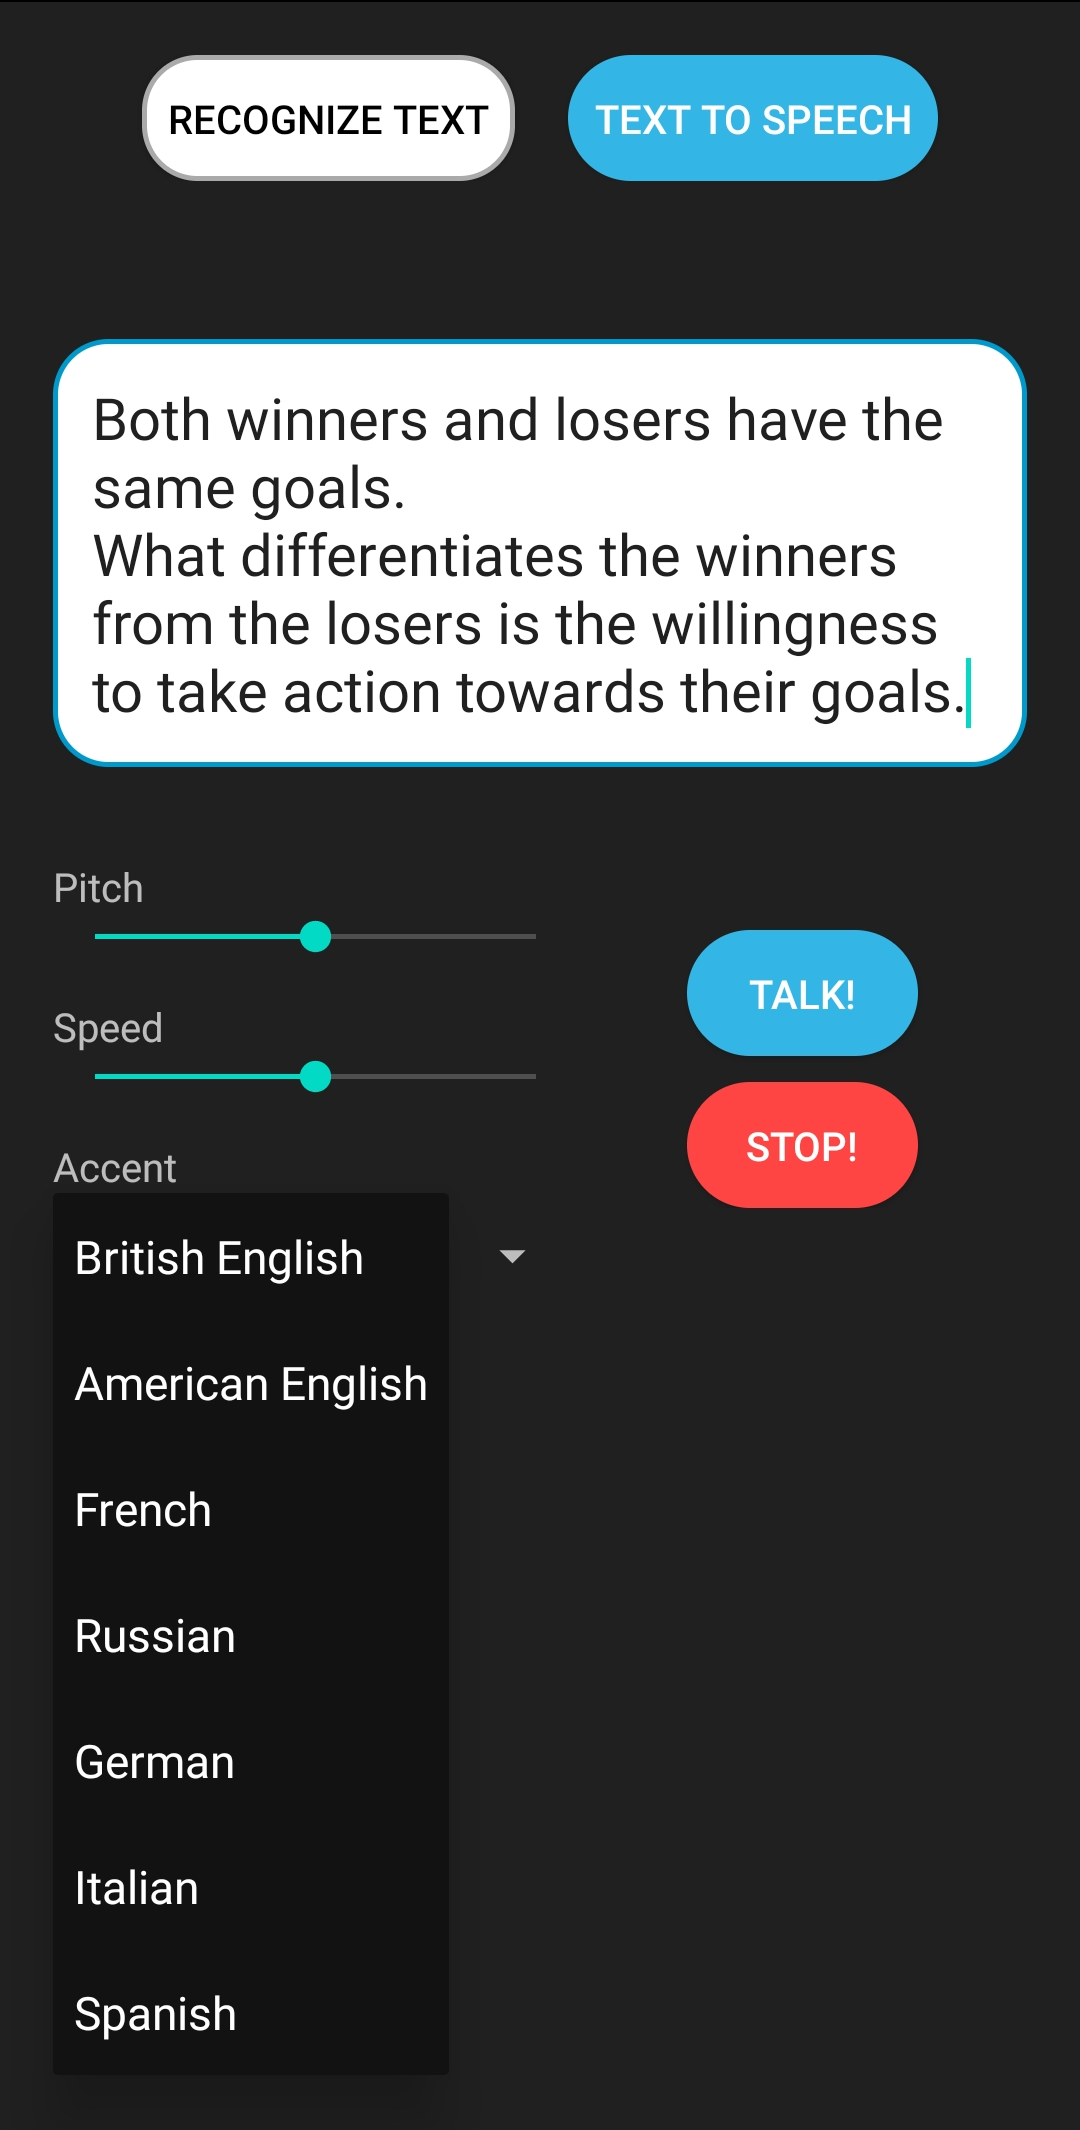 RECOGNIZE TEXT
TEXT TO SPEECH
Both winners and losers have the
same goals.
What differentiates the winners
from the losers is the willingness
to take action towards their goals.
Pitch
TALK!
Speed
STOP!
Accent
British English
American English
French
Russian
German
Italian
Spanish